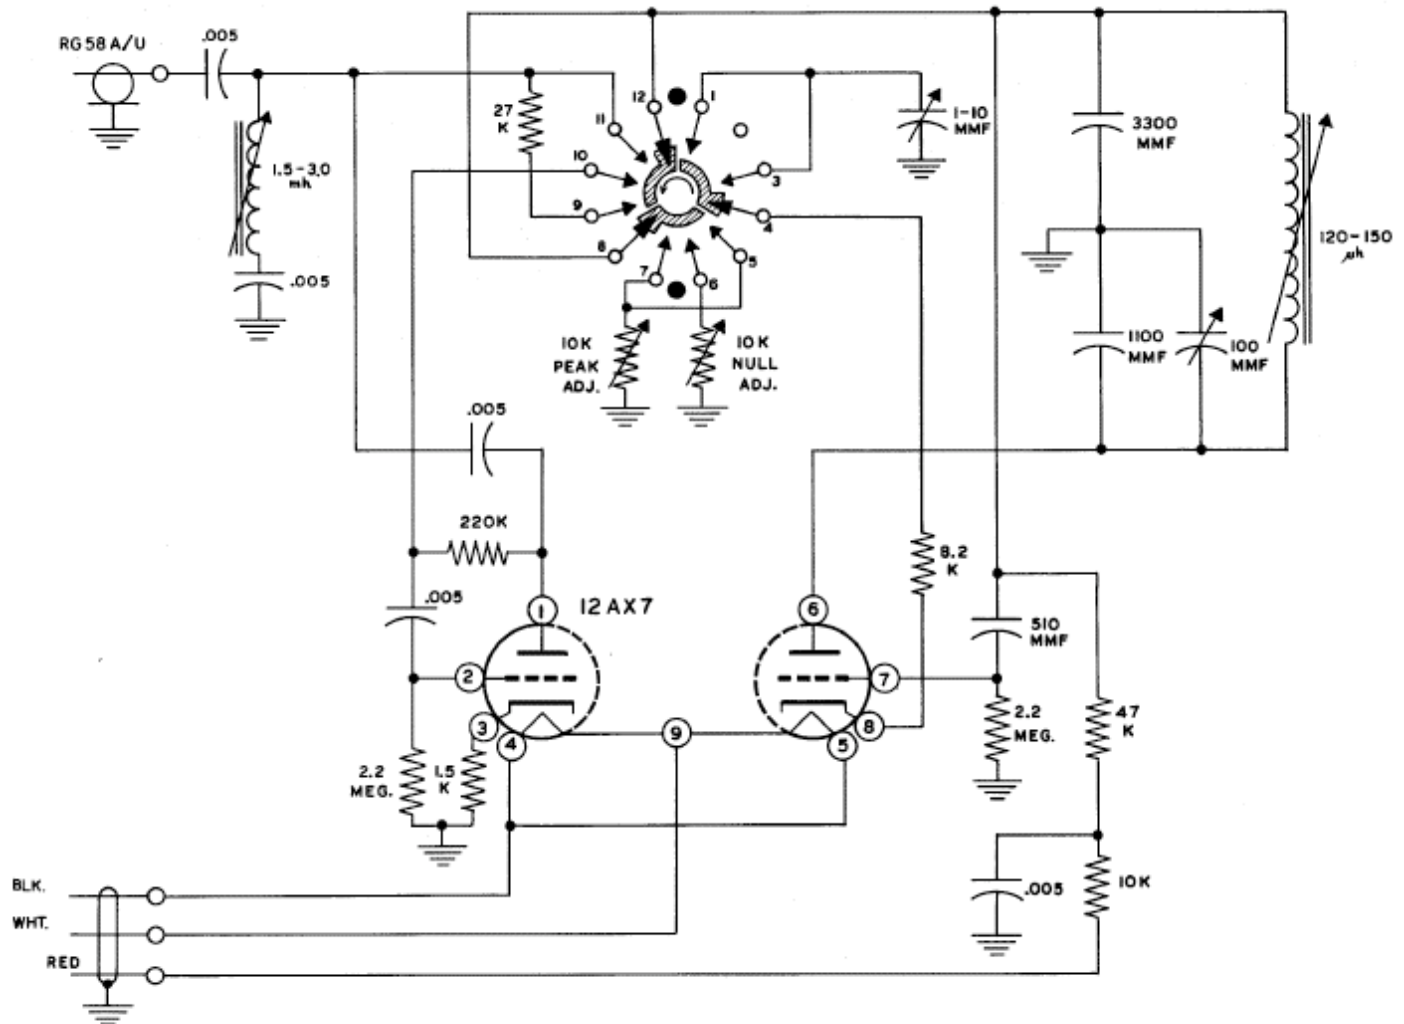 RG 58 A/U
.005
1.5-3.0
mh
.005
27
K
12
1
11
10
9
8
7
6
5
4
3
1-10
MMF
3300
MMF
120-150
µh
1100
MMF
100
MMF
10K
PEAK
ADJ.
10K
NULL
ADJ.
.005
220K
.005
12AX7
1
2
3
4
9
6
7
8
5
8.2
K
510
MMF
2.2
MEG.
47
K
2.2
MEG.
1.5
K
.005
10K
BLK.
WHT.
RED